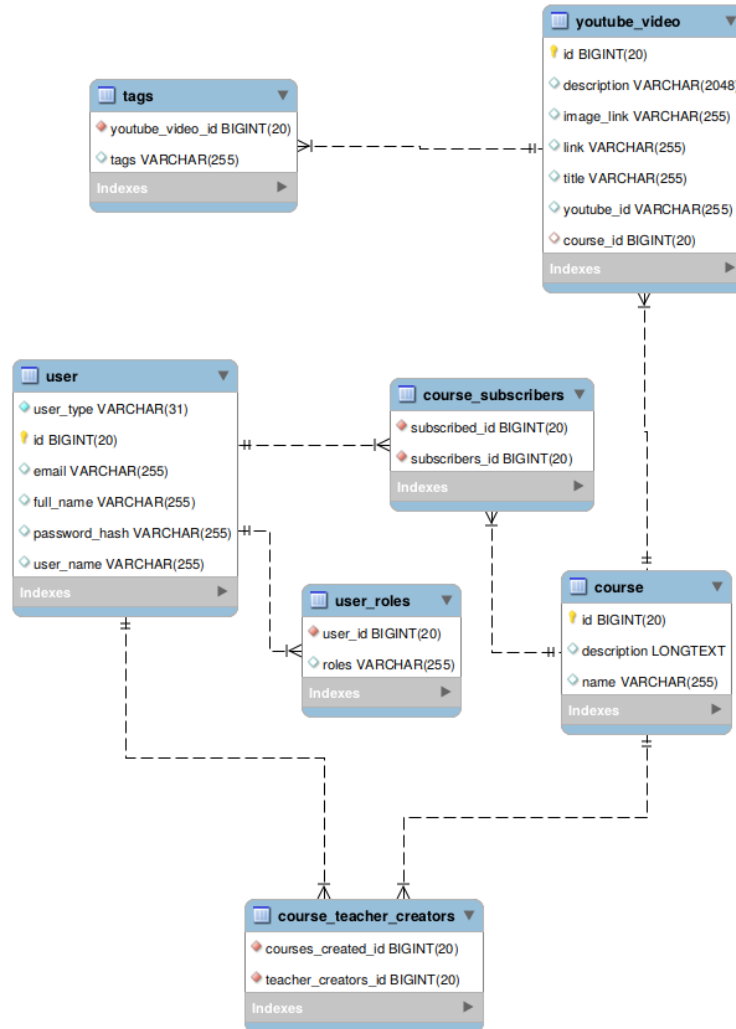 youtube_video
id BIGINT(20)
description VARCHAR(2048)
image_link VARCHAR(255)
link VARCHAR(255)
title VARCHAR(255)
youtube_id VARCHAR(255)
course_id BIGINT(20)
Indexes
tags
youtube_video_id BIGINT(20)
tags VARCHAR(255)
Indexes
user
user_type VARCHAR(31)
id BIGINT(20)
email VARCHAR(255)
full_name VARCHAR(255)
password_hash VARCHAR(255)
user_name VARCHAR(255)
Indexes
course_subscribers
subscribed_id BIGINT(20)
subscribers_id BIGINT(20)
Indexes
user_roles
user_id BIGINT(20)
roles VARCHAR(255)
Indexes
course
id BIGINT(20)
description LONGTEXT
name VARCHAR(255)
Indexes
course_teacher_creators
courses_created_id BIGINT(20)
teacher_creators_id BIGINT(20)
Indexes